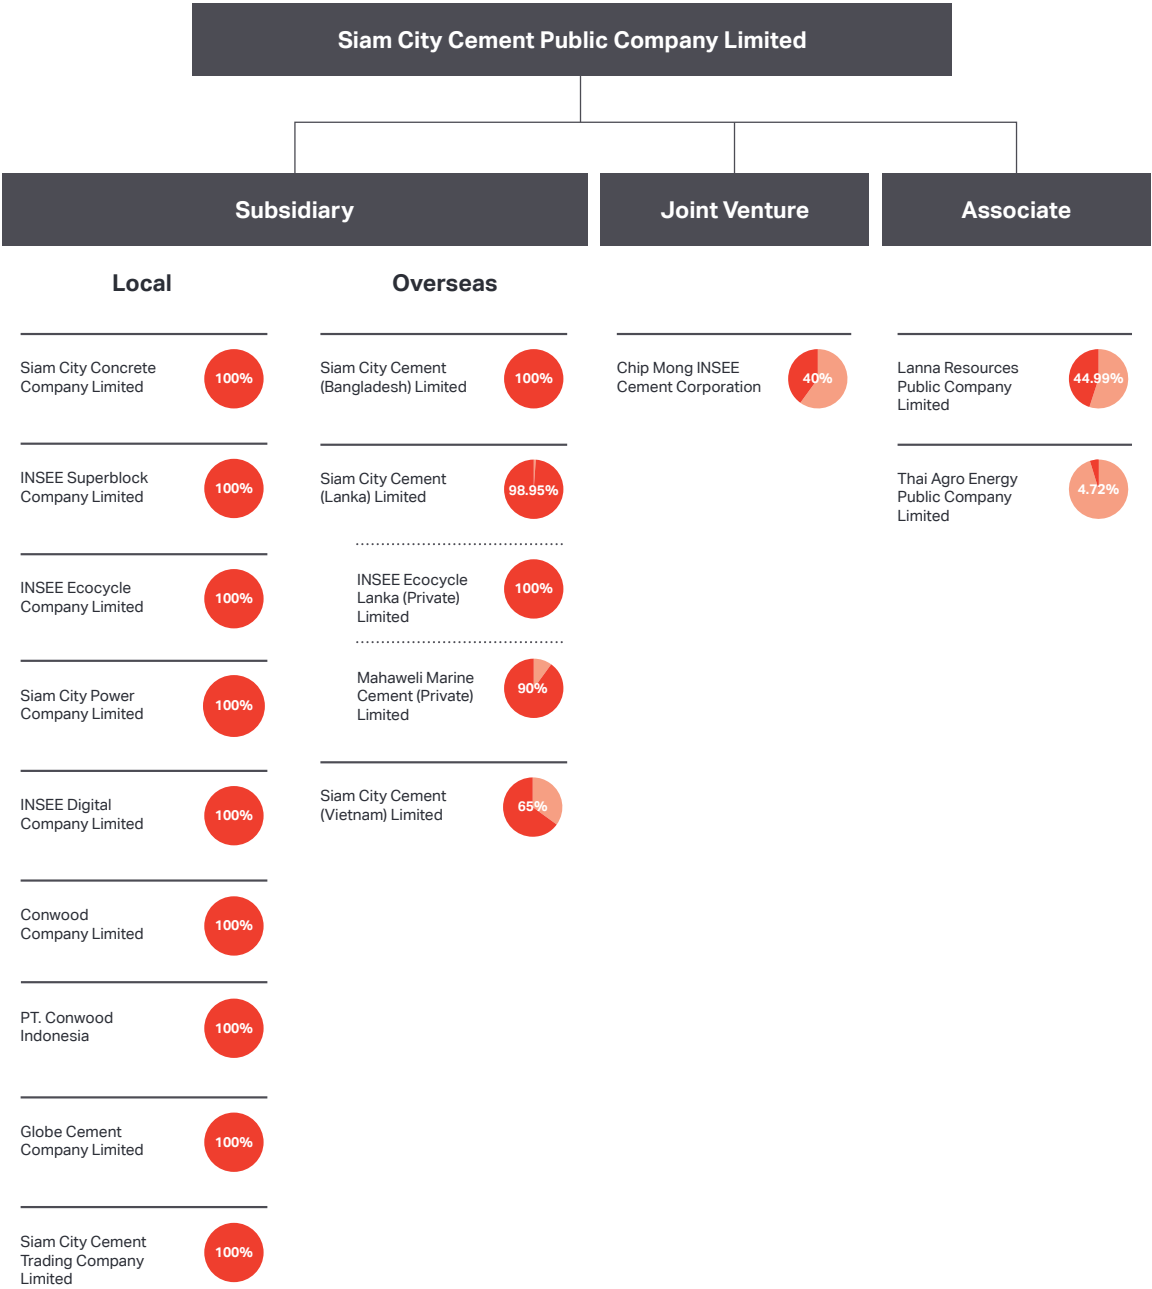 Siam City Cement Public Company Limited
Subsidiary
Joint Venture
Associate
Local
Overseas
Siam City Concrete
Company Limited
100%
INSEE Superblock
Company Limited
100%
INSEE Ecocycle
Company Limited
100%
Siam City Power
Company Limited
100%
INSEE Digital
Company Limited
100%
Conwood
Company Limited
100%
PT. Conwood
Indonesia
100%
Globe Cement
Company Limited
100%
Siam City Cement
Trading Company
Limited
100%
Siam City Cement
(Bangladesh) Limited
100%
Siam City Cement
(Lanka) Limited
98.95%
INSEE Ecocycle
Lanka (Private)
Limited
100%
Mahaweli Marine
Cement (Private)
Limited
90%
Siam City Cement
(Vietnam) Limited
65%
Chip Mong INSEE
Cement Corporation
40%
Lanna Resources
Public Company
Limited
44.99%
Thai Agro Energy
Public Company
Limited
4.72%